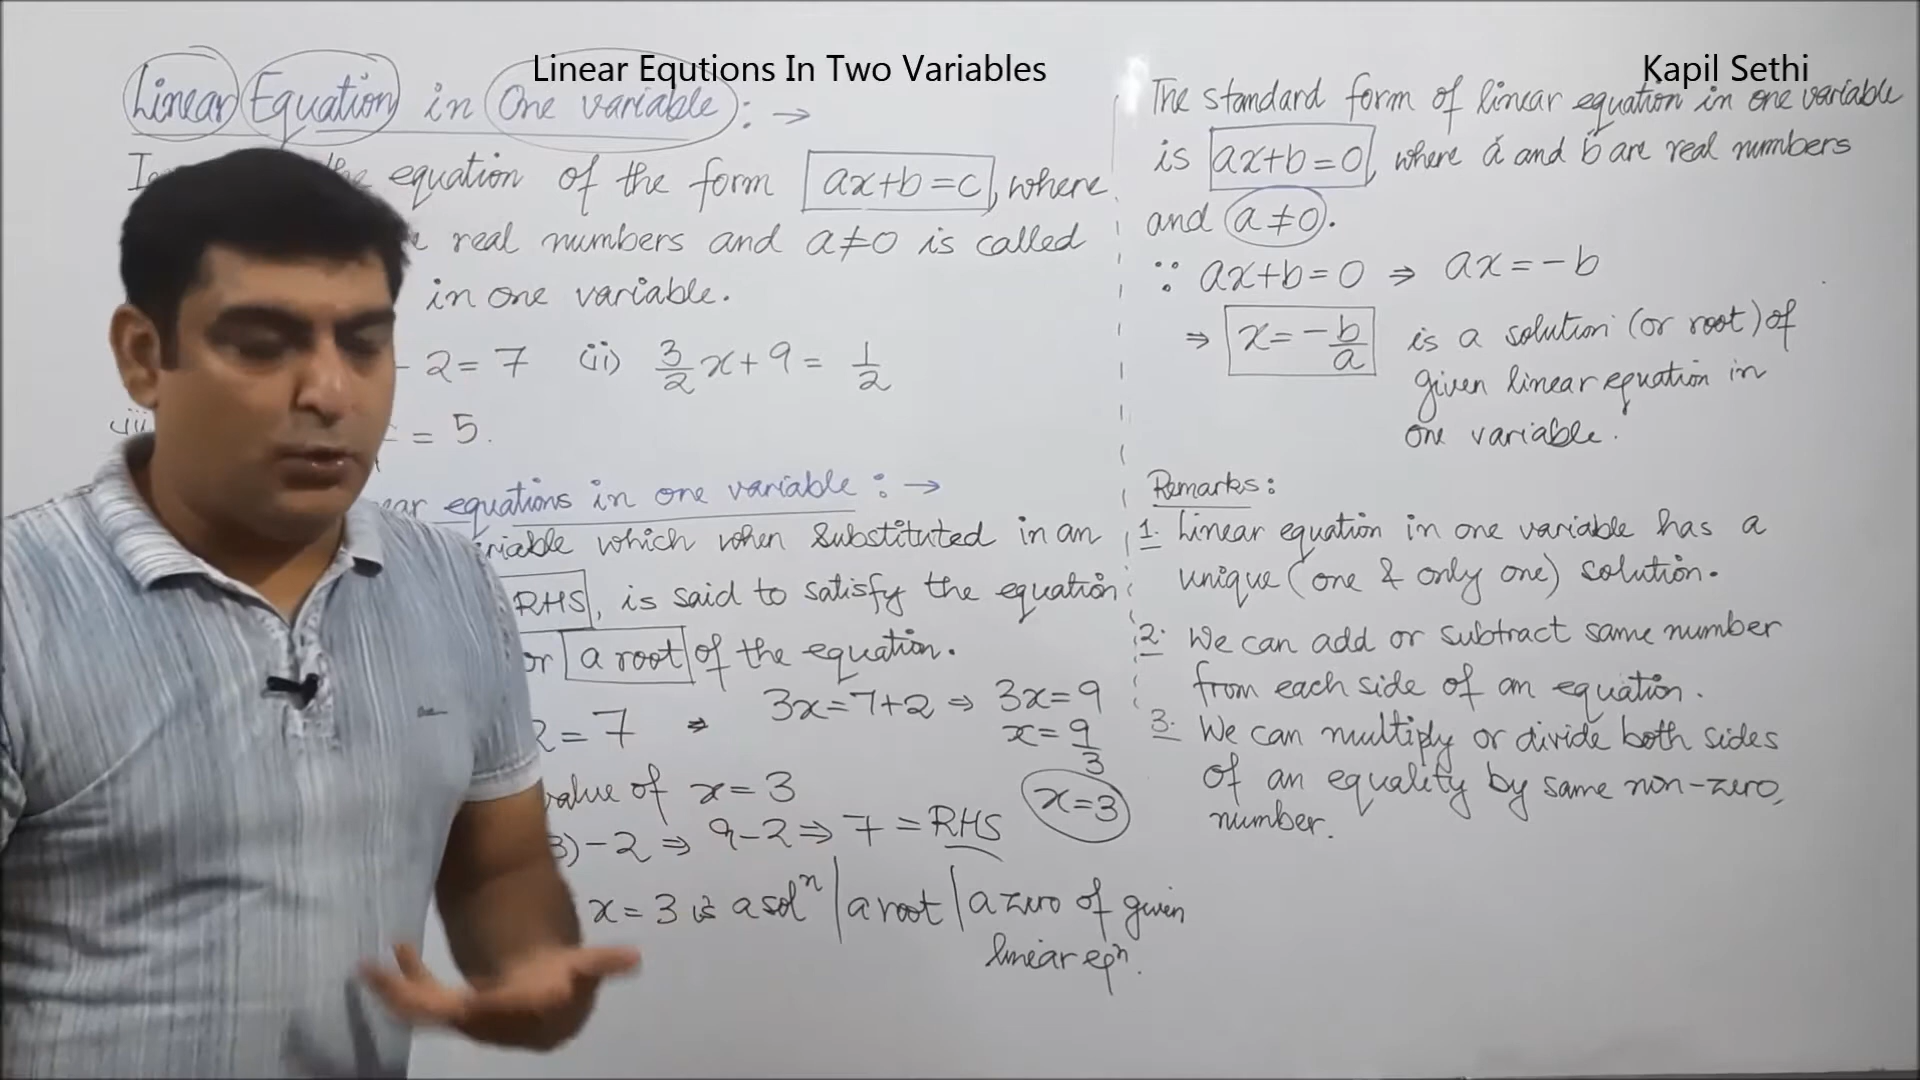 Linear Equtions In Two Variables
Kapil Sethi
Linear Equation in One variable : →
the equation of the form ax+b=c, where
real numbers and a≠0 is called
in one variable.
- 2 = 7 (ii) 3/2 x + 9 = 1/2
= 5.
equations in one variable : →
which when substituted in an
RHS, is said to satisfy the equation
or a root of the equation.
2 = 7 ⇒ 3x=7+2 ⇒ 3x=9
x=9/3
value of x=3
x=3
3)-2 ⇒ 9-2 ⇒ 7 = RHS
x=3 is a solⁿ | a root | a zero of given
linear eqⁿ.
The standard form of linear equation in one variable
is ax+b=0, where a and b are real numbers
and a≠0.
∵ ax+b=0 ⇒ ax=-b
⇒ x=-b/a is a solution (or root) of
given linear equation in
one variable.
Remarks:
1. Linear equation in one variable has a
unique (one & only one) solution.
2. We can add or subtract same number
from each side of an equation.
3. We can multiply or divide both sides
of an equality by same non-zero,
number.